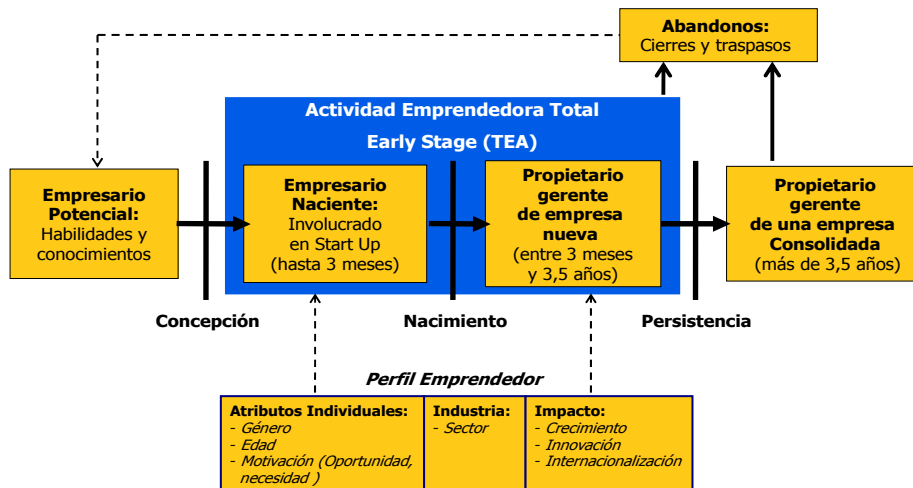 Abandonos:
Cierres y traspasos
Actividad Emprendedora Total
Early Stage (TEA)
Empresario
Potencial:
Habilidades y
conocimientos
Empresario
Naciente:
Involucrado
en Start Up
(hasta 3 meses)
Propietario
gerente
de empresa
nueva
(entre 3 meses
y 3,5 años)
Propietario
gerente
de una empresa
Consolidada
(más de 3,5 años)
Concepción
Nacimiento
Persistencia
Perfil Emprendedor
Atributos Individuales:
- Género
- Edad
- Motivación (Oportunidad,
necesidad )
Industria:
- Sector
Impacto:
- Crecimiento
- Innovación
- Internacionalización